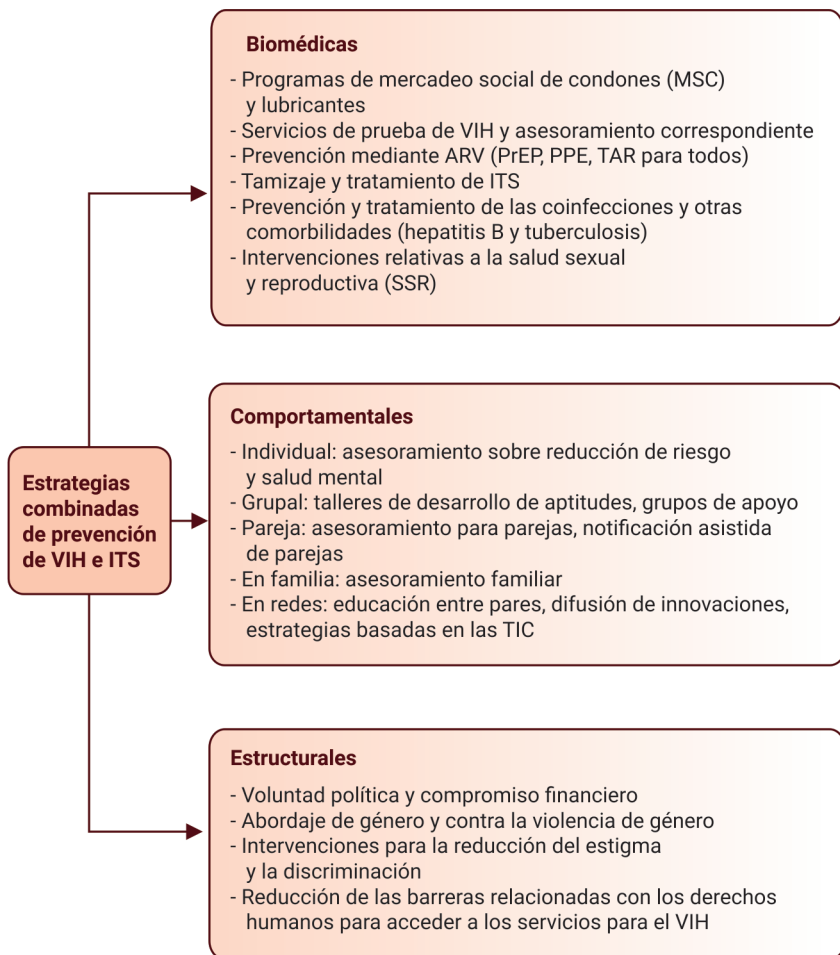 Biomédicas
- Programas de mercadeo social de condones (MSC)
y lubricantes
- Servicios de prueba de VIH y asesoramiento correspondiente
- Prevención mediante ARV (PrEP, PPE, TAR para todos)
- Tamizaje y tratamiento de ITS
- Prevención y tratamiento de las coinfecciones y otras
comorbilidades (hepatitis B y tuberculosis)
- Intervenciones relativas a la salud sexual
y reproductiva (SSR)
Estrategias
combinadas
de prevención
de VIH e ITS
Comportamentales
- Individual: asesoramiento sobre reducción de riesgo
y salud mental
- Grupal: talleres de desarrollo de aptitudes, grupos de apoyo
- Pareja: asesoramiento para parejas, notificación asistida
de parejas
- En familia: asesoramiento familiar
- En redes: educación entre pares, difusión de innovaciones,
estrategias basadas en las TIC
Estructurales
- Voluntad política y compromiso financiero
- Abordaje de género y contra la violencia de género
- Intervenciones para la reducción del estigma
y la discriminación
- Reducción de las barreras relacionadas con los derechos
humanos para acceder a los servicios para el VIH